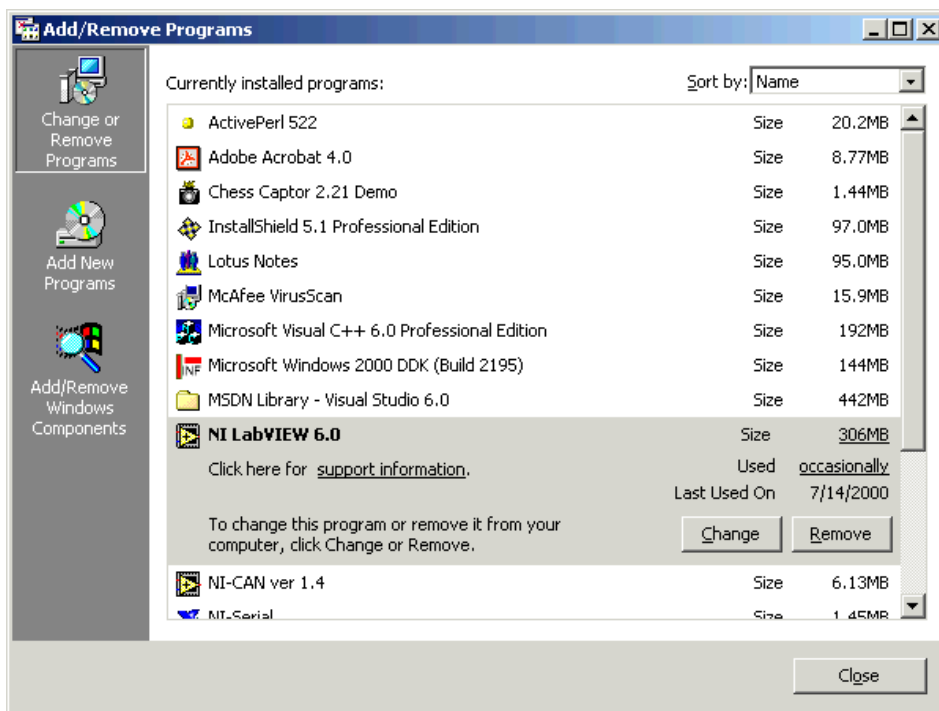 Add/Remove Programs
Change or
Remove
Programs
Add New
Programs
Add/Remove
Windows
Components
Currently installed programs:
Sort by: Name
ActivePerl 522 Size 20.2MB
Adobe Acrobat 4.0 Size 8.77MB
Chess Captor 2.21 Demo Size 1.44MB
InstallShield 5.1 Professional Edition Size 97.0MB
Lotus Notes Size 95.0MB
McAfee VirusScan Size 15.9MB
Microsoft Visual C++ 6.0 Professional Edition Size 192MB
INF Microsoft Windows 2000 DDK (Build 2195) Size 144MB
MSDN Library - Visual Studio 6.0 Size 442MB
NI LabVIEW 6.0 Size 306MB
Click here for support information. Used occasionally
Last Used On 7/14/2000
To change this program or remove it from your
computer, click Change or Remove.
Change Remove
NI-CAN ver 1.4 Size 6.13MB
NI-Serial Size 1.45MB
Close